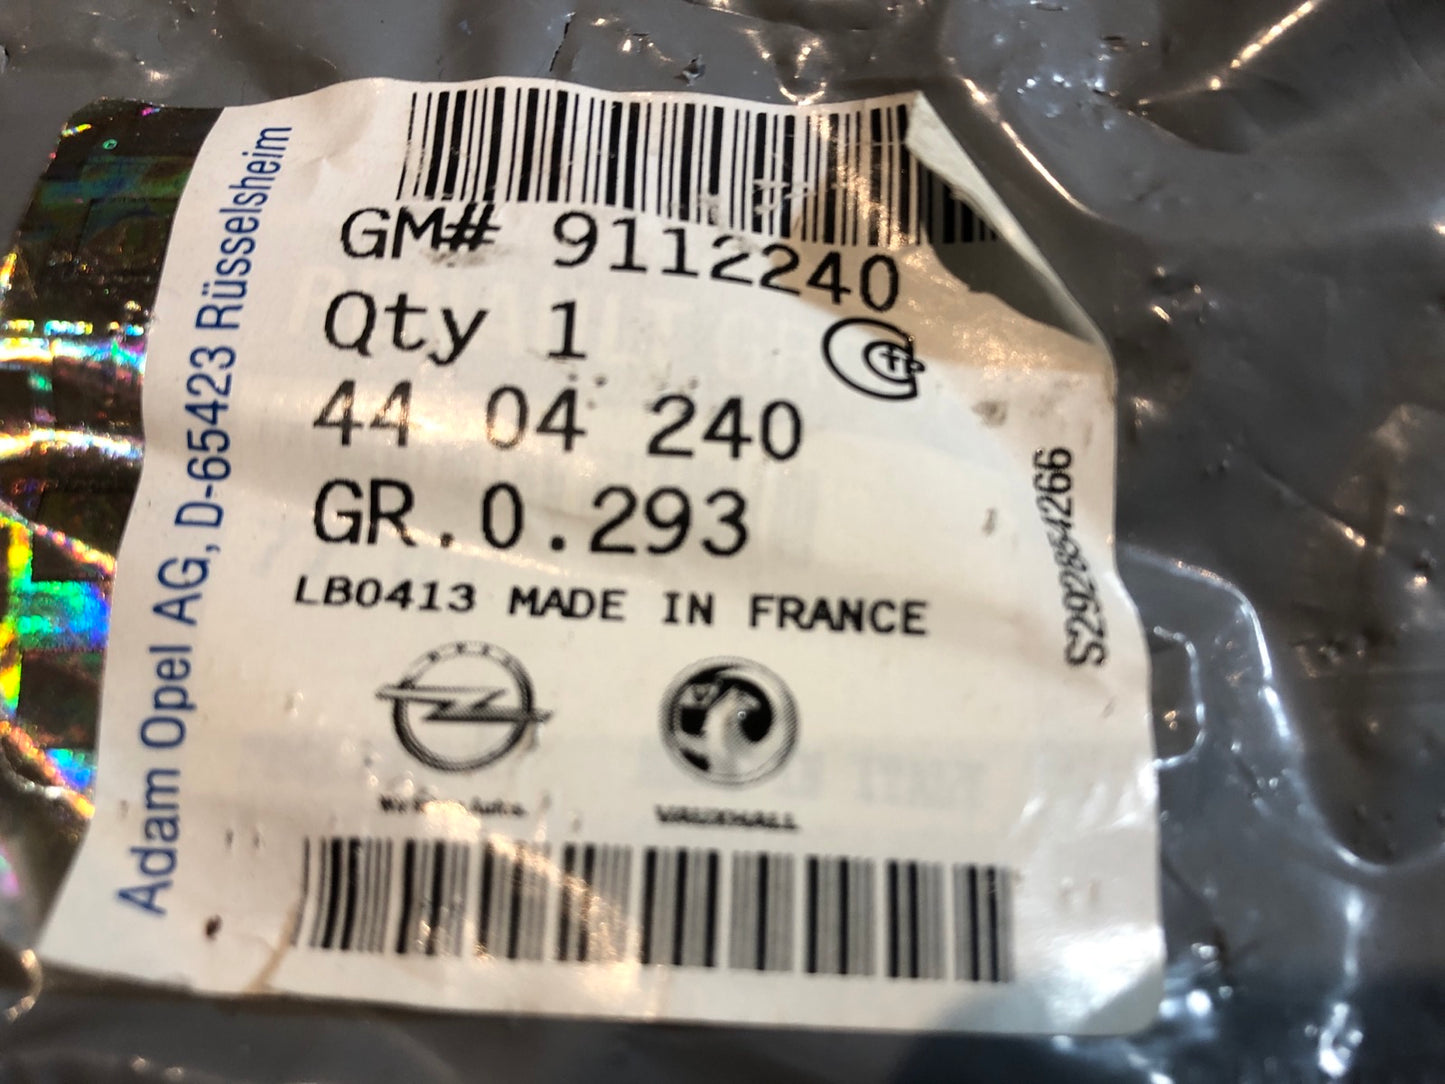 Adam Opel AG, D-65423 Rüsselsheim
GM# 9112240
Qty 1
44 04 240
GR.0.293
LB0413 MADE IN FRANCE
S292854266
VAUXHALL